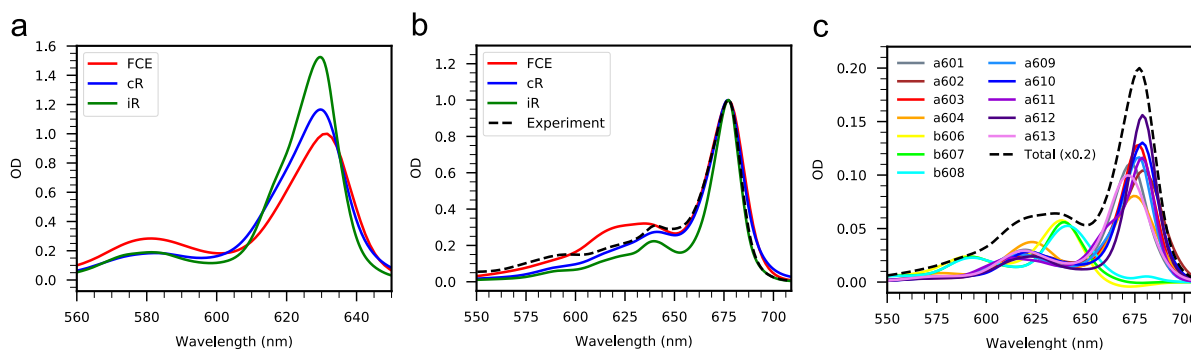 a
1.6
1.4
1.2
1.0
0.8
0.6
0.4
0.2
0.0
OD
FCE
cR
iR
560
580
600
620
640
Wavelength (nm)
b
1.2
1.0
0.8
0.6
0.4
0.2
0.0
OD
FCE
cR
iR
Experiment
550
575
600
625
650
675
700
Wavelength (nm)
c
0.20
0.15
0.10
0.05
0.00
OD
a601
a602
a603
a604
b606
b607
b608
a609
a610
a611
a612
a613
Total (x0.2)
550
575
600
625
650
675
700
Wavelenght (nm)